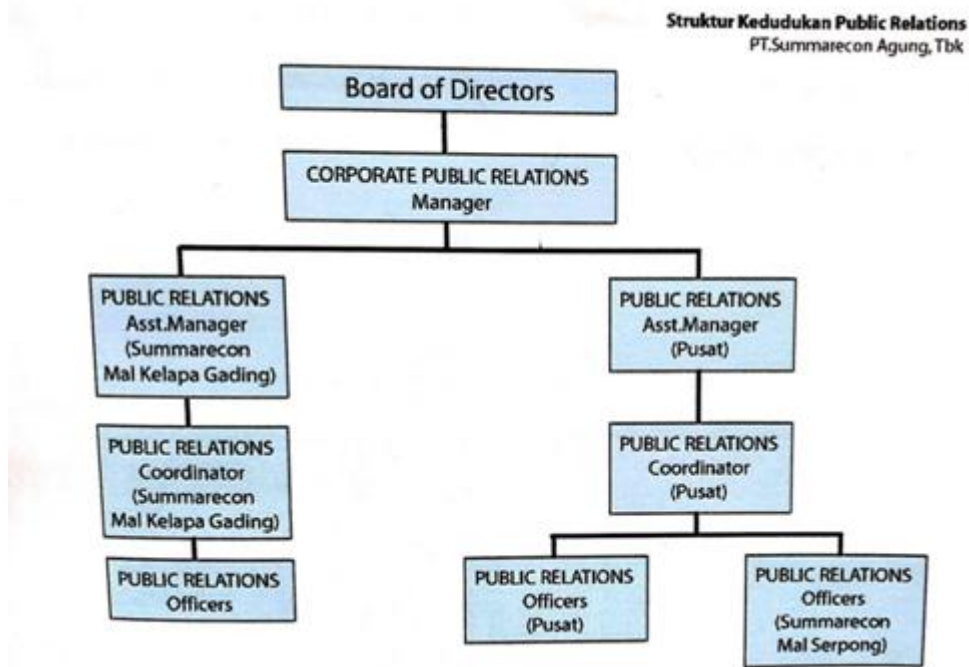 Struktur Kedudukan Public Relations
PT.Summarecon Agung, Tbk
Board of Directors
CORPORATE PUBLIC RELATIONS
Manager
PUBLIC RELATIONS
Asst.Manager
(Summarecon
Mal Kelapa Gading)
PUBLIC RELATIONS
Asst.Manager
(Pusat)
PUBLIC RELATIONS
Coordinator
(Summarecon
Mal Kelapa Gading)
PUBLIC RELATIONS
Coordinator
(Pusat)
PUBLIC RELATIONS
Officers
PUBLIC RELATIONS
Officers
(Pusat)
PUBLIC RELATIONS
Officers
(Summarecon
Mal Serpong)